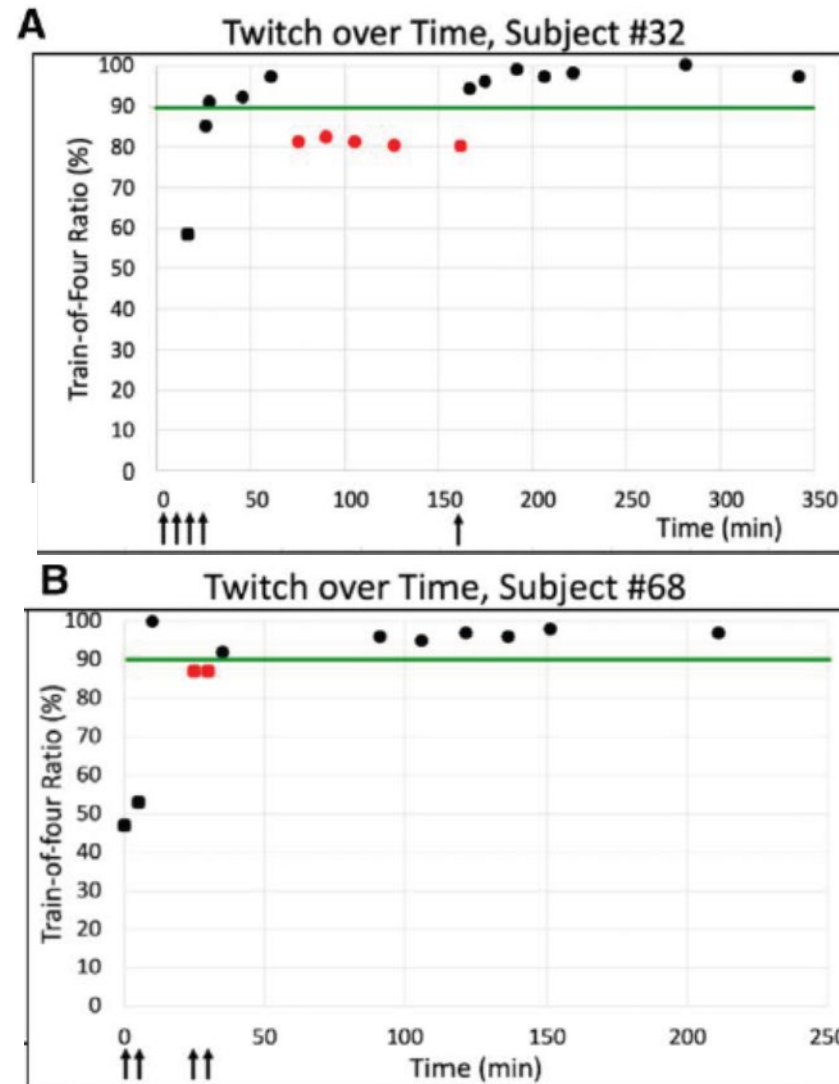 A
Twitch over Time, Subject #32
Train-of-Four Ratio (%)
100
90
80
70
60
50
40
30
20
10
0
0 50 100 150 200 250 300 350
Time (min)
B
Twitch over Time, Subject #68
Train-of-four Ratio (%)
100
90
80
70
60
50
40
30
20
10
0
0 50 100 150 200 250
Time (min)